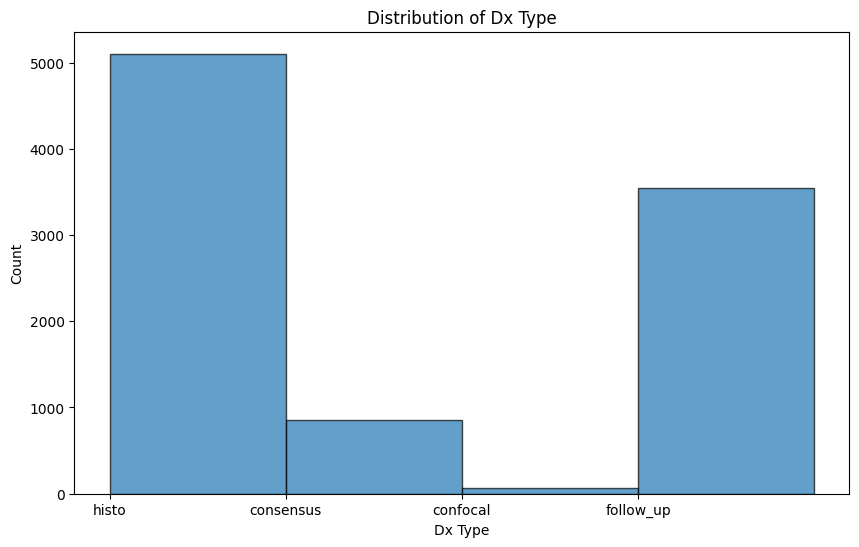 Distribution of Dx Type
5000
4000
3000
2000
1000
0
Count
histo consensus confocal follow_up
Dx Type